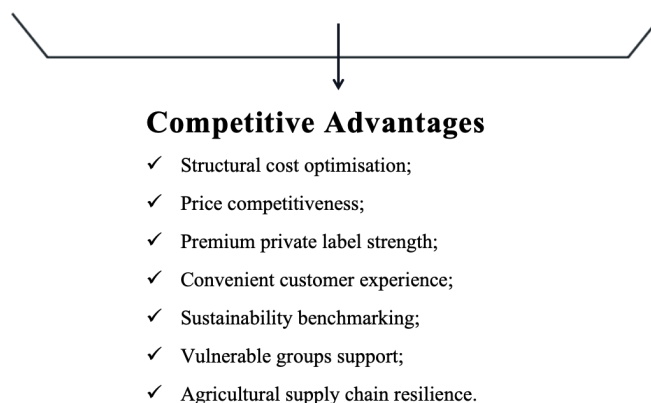 Competitive Advantages
✓ Structural cost optimisation;
✓ Price competitiveness;
✓ Premium private label strength;
✓ Convenient customer experience;
✓ Sustainability benchmarking;
✓ Vulnerable groups support;
✓ Agricultural supply chain resilience.